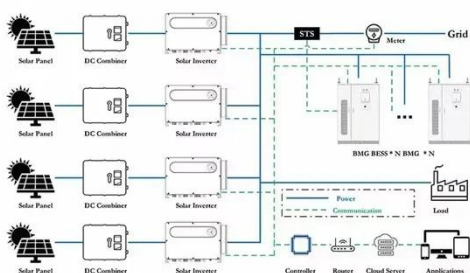 STS
Meter
Grid
Solar Panel
DC Combiner
Solar Inverter
Solar Panel
DC Combiner
Solar Inverter
BMG BESS * N BMG * N
Solar Panel
DC Combiner
Solar Inverter
Power
Communication
Load
Solar Panel
DC Combiner
Solar Inverter
Controller
Router
Cloud Server
Applications